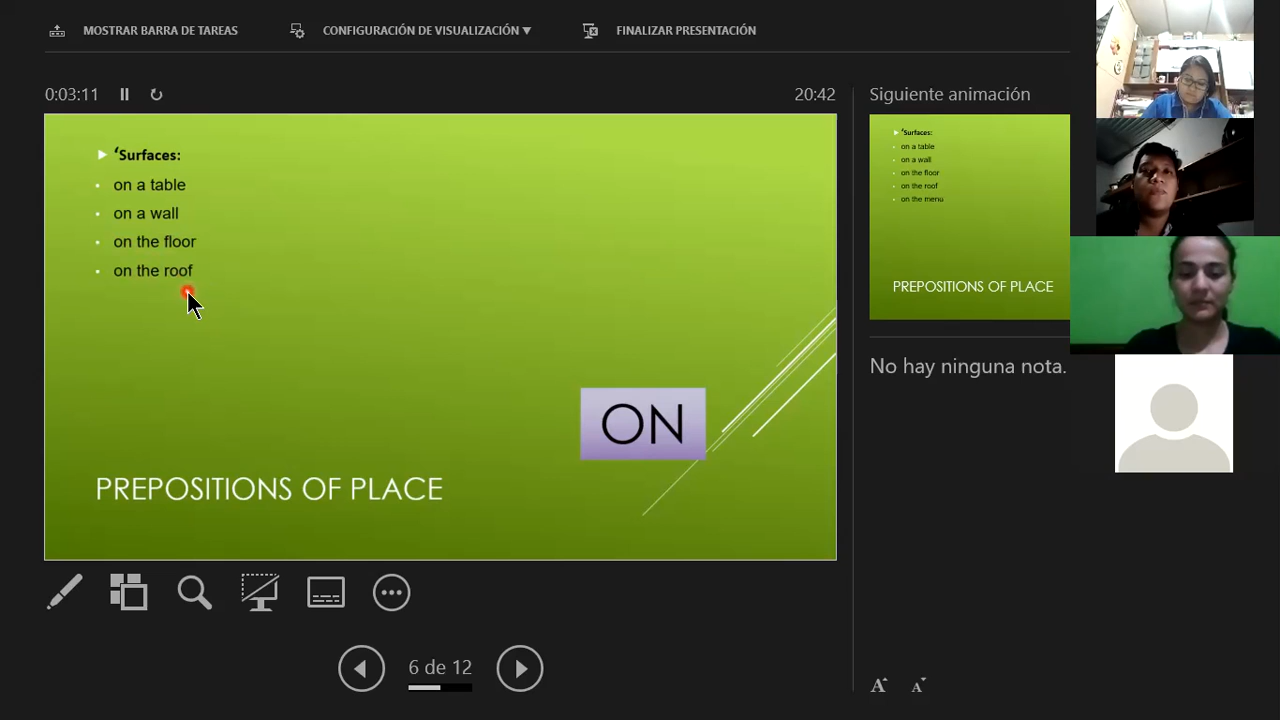 MOSTRAR BARRA DE TAREAS
CONFIGURACIÓN DE VISUALIZACIÓN ▼
FINALIZAR PRESENTACIÓN
0:03:11
20:42
Siguiente animación
‘Surfaces:
on a table
on a wall
on the floor
on the roof
ON
PREPOSITIONS OF PLACE
‘Surfaces:
on a table
on a wall
on the floor
on the roof
on the menu
PREPOSITIONS OF PLACE
No hay ninguna nota.
6 de 12
A A